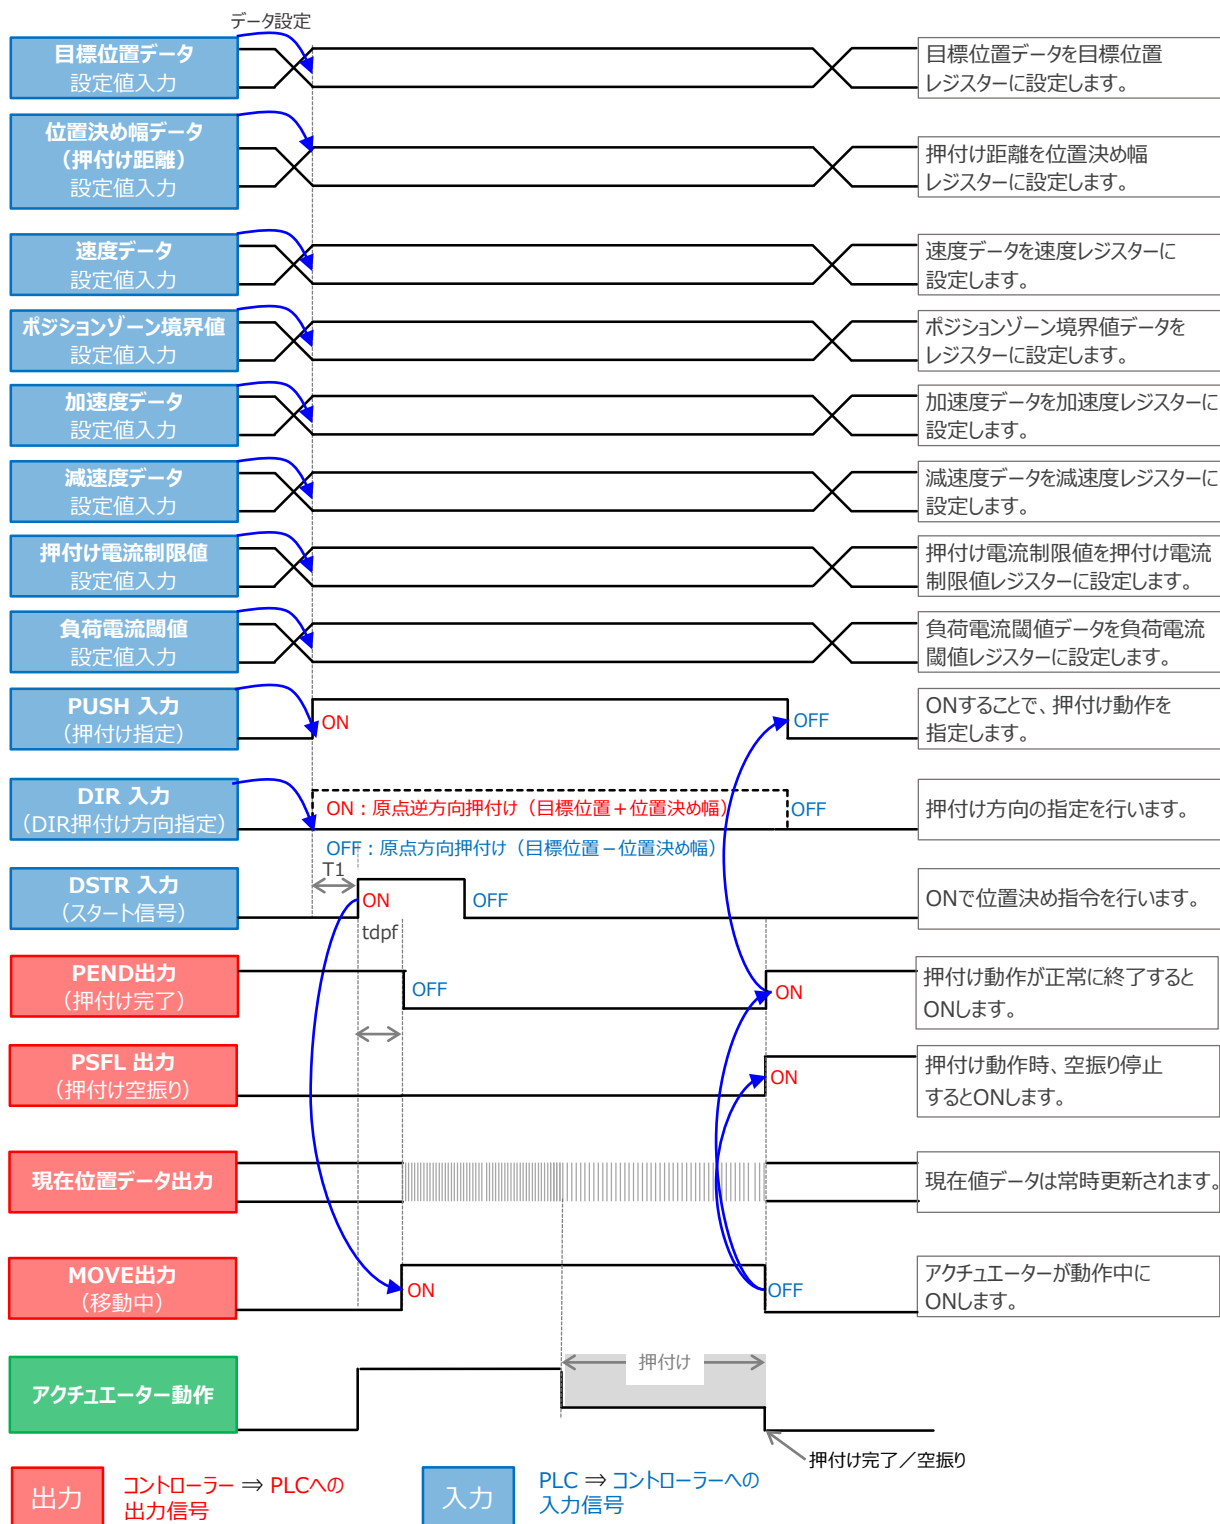 データ設定
目標位置データ
設定値入力
目標位置データを目標位置
レジスターに設定します。
位置決め幅データ
（押付け距離）
設定値入力
押付け距離を位置決め幅
レジスターに設定します。
速度データ
設定値入力
速度データを速度レジスターに
設定します。
ポジションゾーン境界値
設定値入力
ポジションゾーン境界値データを
レジスターに設定します。
加速度データ
設定値入力
加速度データを加速度レジスターに
設定します。
減速度データ
設定値入力
減速度データを減速度レジスターに
設定します。
押付け電流制限値
設定値入力
押付け電流制限値を押付け電流
制限値レジスターに設定します。
負荷電流閾値
設定値入力
負荷電流閾値データを負荷電流
閾値レジスターに設定します。
PUSH 入力
（押付け指定）
ON
OFF
ONすることで、押付け動作を
指定します。
DIR 入力
（DIR押付け方向指定）
ON：原点逆方向押付け（目標位置＋位置決め幅）
OFF
OFF：原点方向押付け（目標位置－位置決め幅）
押付け方向の指定を行います。
T1
DSTR 入力
（スタート信号）
ON
OFF
ONで位置決め指令を行います。
tdpf
PEND出力
（押付け完了）
OFF
ON
押付け動作が正常に終了すると
ONします。
PSFL 出力
（押付け空振り）
ON
押付け動作時、空振り停止
するとONします。
現在位置データ出力
現在値データは常時更新されます。
MOVE出力
（移動中）
ON
OFF
アクチュエーターが動作中に
ONします。
アクチュエーター動作
押付け
押付け完了／空振り
出力
コントローラー ⇒ PLCへの
出力信号
入力
PLC ⇒ コントローラーへの
入力信号